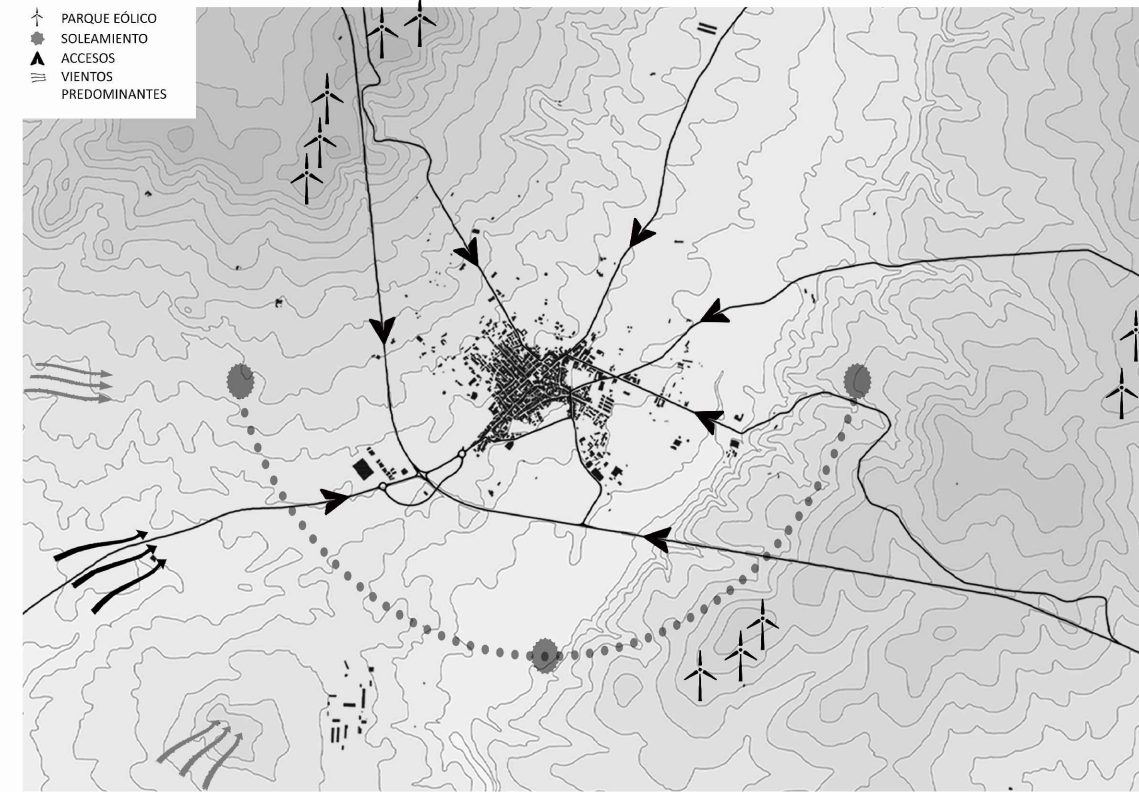 PARQUE EÓLICO
SOLEAMIENTO
ACCESOS
VIENTOS
PREDOMINANTES